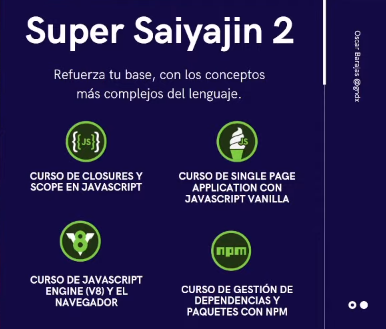 Super Saiyajin 2
Refuerza tu base, con los conceptos
más complejos del lenguaje.
{JS}
JS
CURSO DE CLOSURES Y
SCOPE EN JAVASCRIPT
CURSO DE SINGLE PAGE
APPLICATION CON
JAVASCRIPT VANILLA
8
npm
CURSO DE JAVASCRIPT
ENGINE (V8) Y EL
NAVEGADOR
CURSO DE GESTIÓN DE
DEPENDENCIAS Y
PAQUETES CON NPM
Oscar Barajas @gndx